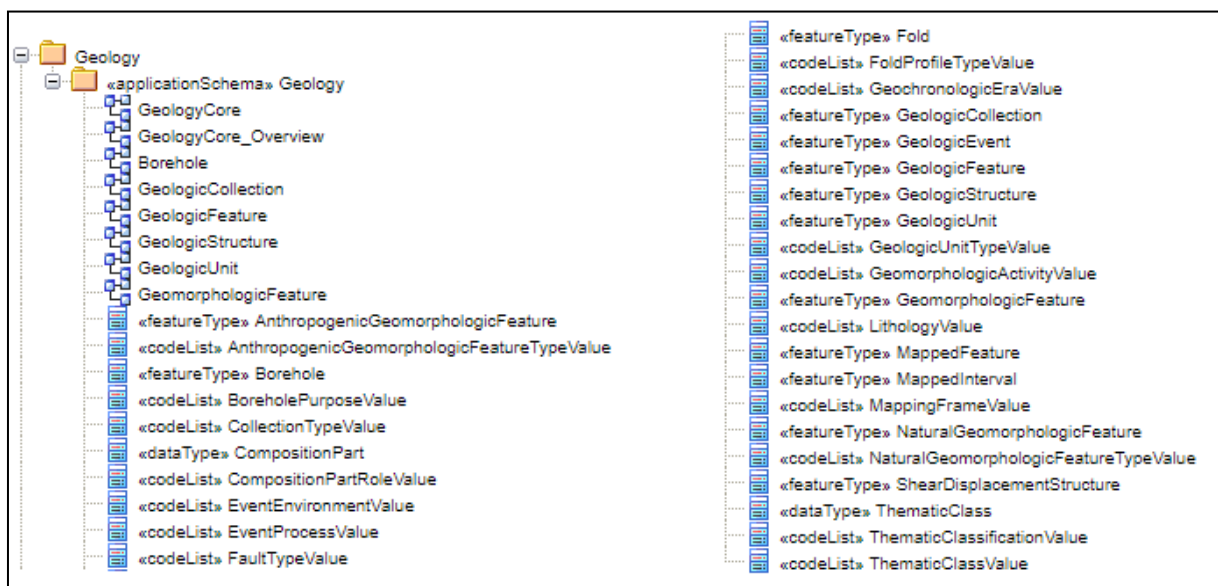 Geology
«applicationSchema» Geology
GeologyCore
GeologyCore_Overview
Borehole
GeologicCollection
GeologicFeature
GeologicStructure
GeologicUnit
GeomorphologicFeature
«featureType» AnthropogenicGeomorphologicFeature
«codeList» AnthropogenicGeomorphologicFeatureTypeValue
«featureType» Borehole
«codeList» BoreholePurposeValue
«codeList» CollectionTypeValue
«dataType» CompositionPart
«codeList» CompositionPartRoleValue
«codeList» EventEnvironmentValue
«codeList» EventProcessValue
«codeList» FaultTypeValue
«featureType» Fold
«codeList» FoldProfileTypeValue
«codeList» GeochronologicEraValue
«featureType» GeologicCollection
«featureType» GeologicEvent
«featureType» GeologicFeature
«featureType» GeologicStructure
«featureType» GeologicUnit
«codeList» GeologicUnitTypeValue
«codeList» GeomorphologicActivityValue
«featureType» GeomorphologicFeature
«codeList» LithologyValue
«featureType» MappedFeature
«featureType» MappedInterval
«codeList» MappingFrameValue
«featureType» NaturalGeomorphologicFeature
«codeList» NaturalGeomorphologicFeatureTypeValue
«featureType» ShearDisplacementStructure
«dataType» ThematicClass
«codeList» ThematicClassificationValue
«codeList» ThematicClassValue